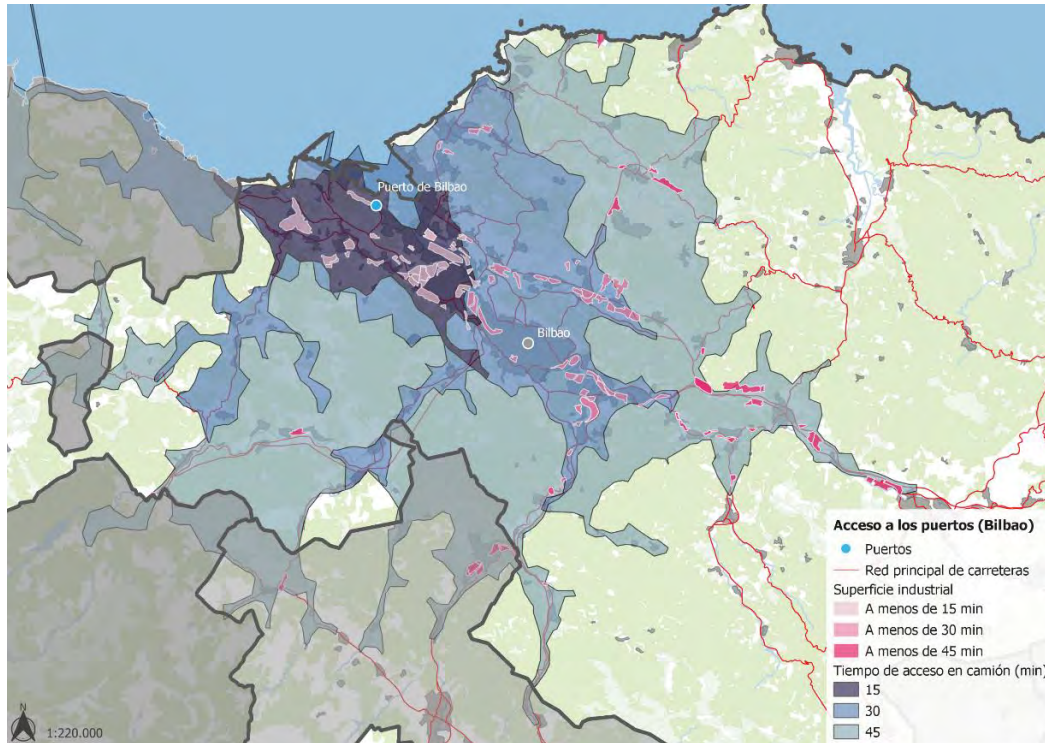 Puerto de Bilbao
Bilbao
Acceso a los puertos (Bilbao)
Puertos
Red principal de carreteras
Superficie industrial
A menos de 15 min
A menos de 30 min
A menos de 45 min
Tiempo de acceso en camión (min)
15
30
45
N
1:220.000